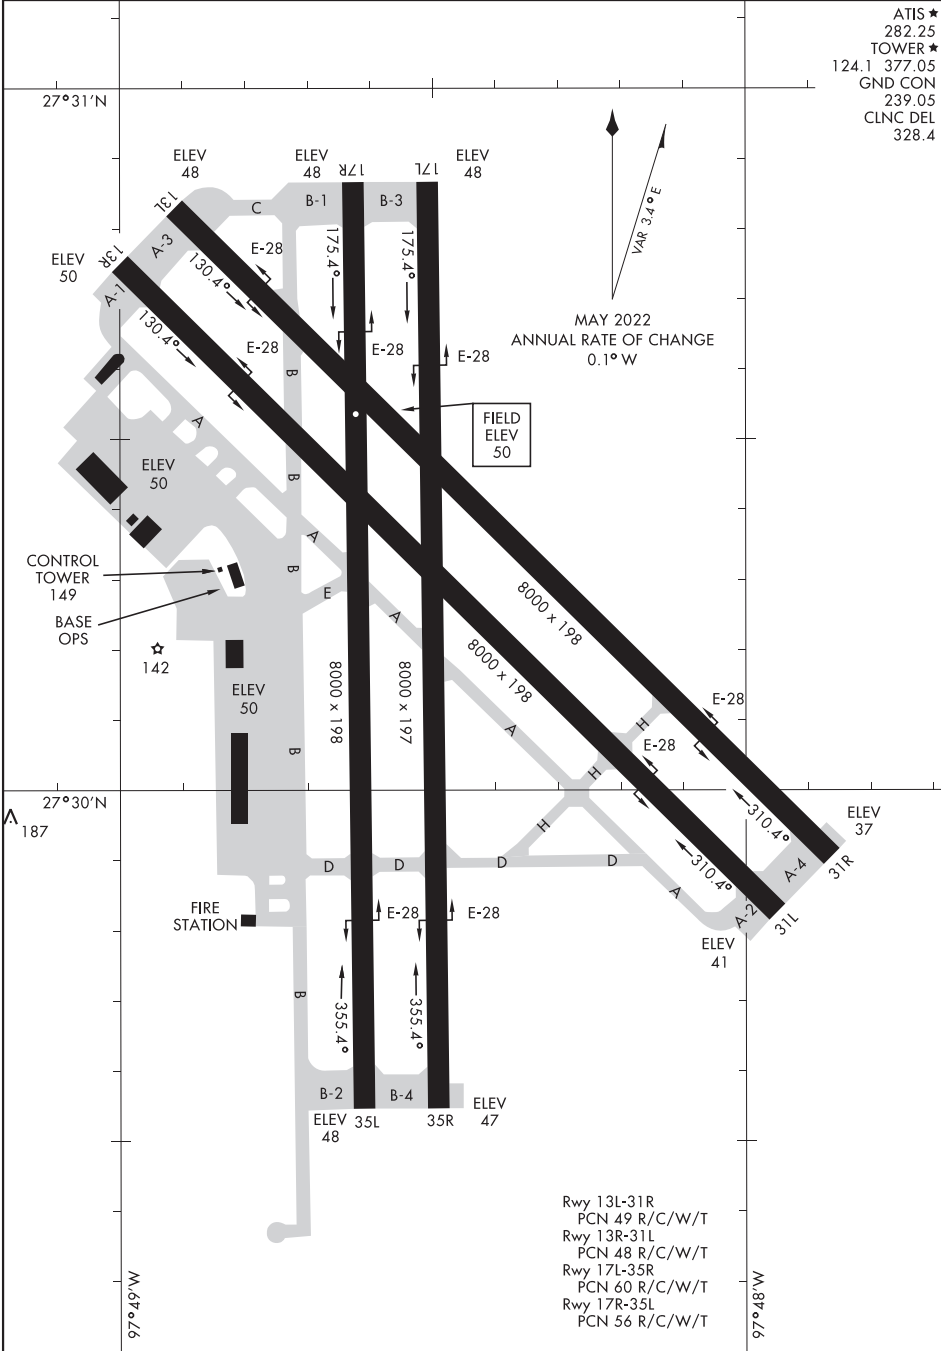 ATIS ★
282.25
TOWER ★
124.1 377.05
GND CON
239.05
CLNC DEL
328.4
27°31'N
ELEV
48
ELEV
48
17R
17L
ELEV
48
13L
C
B-1
B-3
VAR 3.4° E
A-3
E-28
ELEV
50
13R
A-1
130.4°
175.4°
175.4°
MAY 2022
ANNUAL RATE OF CHANGE
0.1° W
130.4°
E-28
E-28
E-28
B
A
FIELD
ELEV
50
ELEV
50
B
A
CONTROL
TOWER
149
B
E
A
BASE
OPS
142
8000 x 198
8000 x 198
8000 x 198
8000 x 197
ELEV
50
E-28
H
A
E-28
B
H
27°30'N
187
310.4°
ELEV
37
H
310.4°
D
D
D
D
A-4
31R
A
A-2
31L
FIRE
STATION
E-28
E-28
ELEV
41
B
355.4°
355.4°
B-2
B-4
ELEV
48
35L
35R
ELEV
47
Rwy 13L-31R
PCN 49 R/C/W/T
Rwy 13R-31L
PCN 48 R/C/W/T
Rwy 17L-35R
PCN 60 R/C/W/T
Rwy 17R-35L
PCN 56 R/C/W/T
97°49'W
97°48'W